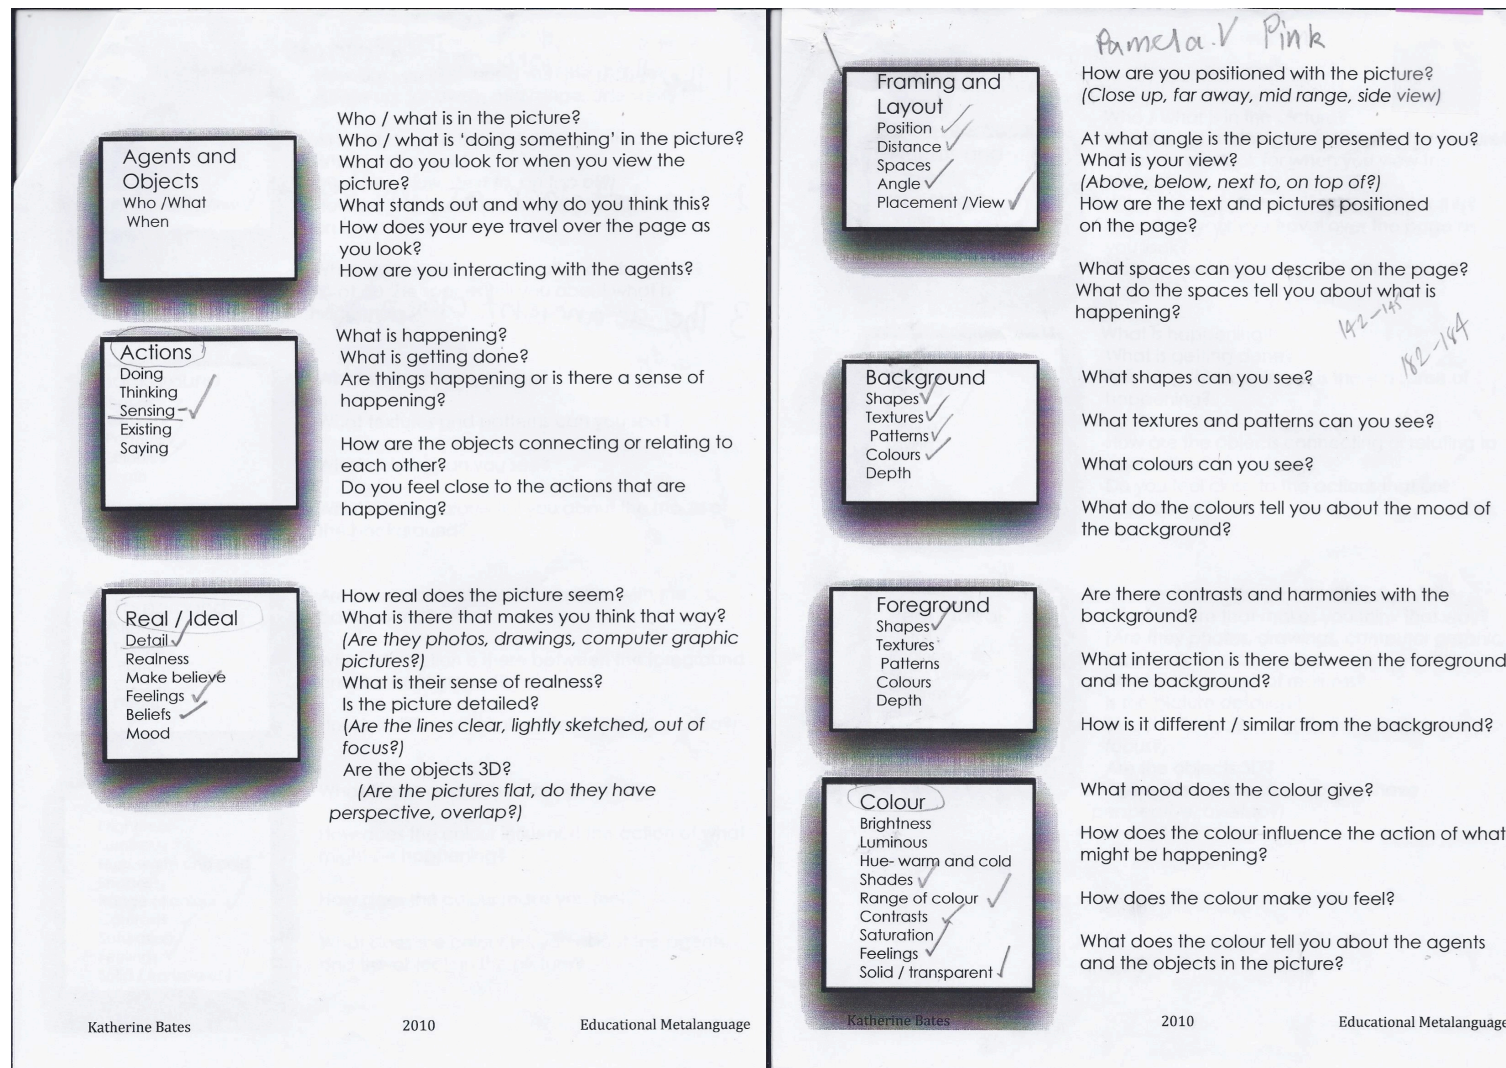 Agents and
Objects
Who /What
When
Who / what is in the picture?
Who / what is 'doing something' in the picture?
What do you look for when you view the
picture?
What stands out and why do you think this?
How does your eye travel over the page as
you look?
How are you interacting with the agents?
Actions
Doing
Thinking
Sensing
Existing
Saying
What is happening?
What is getting done?
Are things happening or is there a sense of
happening?
How are the objects connecting or relating to
each other?
Do you feel close to the actions that are
happening?
Real / Ideal
Detail
Realness
Make believe
Feelings
Beliefs
Mood
How real does the picture seem?
What is there that makes you think that way?
(Are they photos, drawings, computer graphic
pictures?)
What is their sense of realness?
Is the picture detailed?
(Are the lines clear, lightly sketched, out of
focus?)
Are the objects 3D?
(Are the pictures flat, do they have
perspective, overlap?)
Katherine Bates 2010 Educational Metalanguage
Pamela.V Pink
Framing and
Layout
Position
Distance
Spaces
Angle
Placement /View
How are you positioned with the picture?
(Close up, far away, mid range, side view)
At what angle is the picture presented to you?
What is your view?
(Above, below, next to, on top of?)
How are the text and pictures positioned
on the page?
What spaces can you describe on the page?
What do the spaces tell you about what is
happening?
142-145
182-184
Background
Shapes
Textures
Patterns
Colours
Depth
What shapes can you see?
What textures and patterns can you see?
What colours can you see?
What do the colours tell you about the mood of
the background?
Foreground
Shapes
Textures
Patterns
Colours
Depth
Are there contrasts and harmonies with the
background?
What interaction is there between the foreground
and the background?
How is it different / similar from the background?
Colour
Brightness
Luminous
Hue- warm and cold
Shades
Range of colour
Contrasts
Saturation
Feelings
Solid / transparent
What mood does the colour give?
How does the colour influence the action of what
might be happening?
How does the colour make you feel?
What does the colour tell you about the agents
and the objects in the picture?
Katherine Bates 2010 Educational Metalanguage